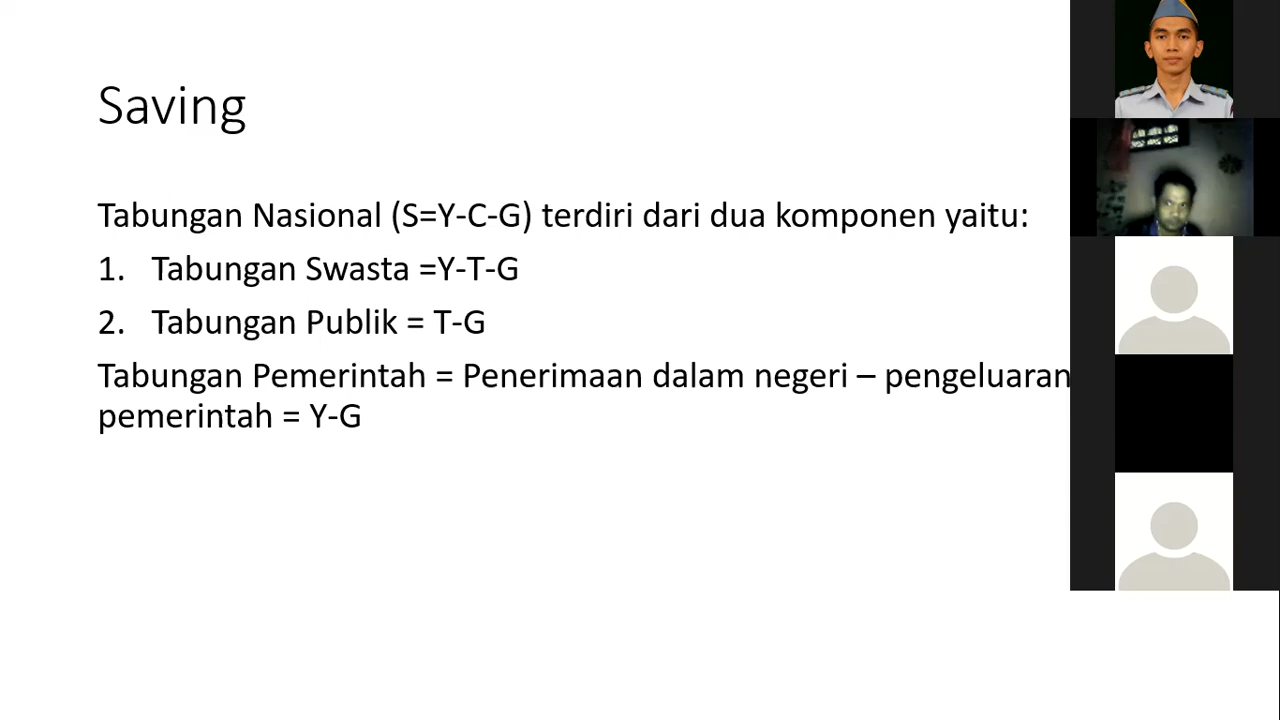 Saving
Tabungan Nasional (S=Y-C-G) terdiri dari dua komponen yaitu:
1. Tabungan Swasta =Y-T-G
2. Tabungan Publik = T-G
Tabungan Pemerintah = Penerimaan dalam negeri – pengeluaran
pemerintah = Y-G